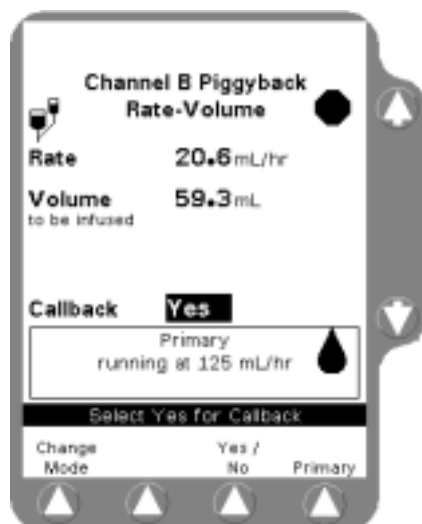 Channel B Piggyback
Rate-Volume
Rate 20.6 mL/hr
Volume 59.3 mL
to be infused
Callback Yes
Primary
running at 125 mL/hr
Select Yes for Callback
Change Yes /
Mode No Primary